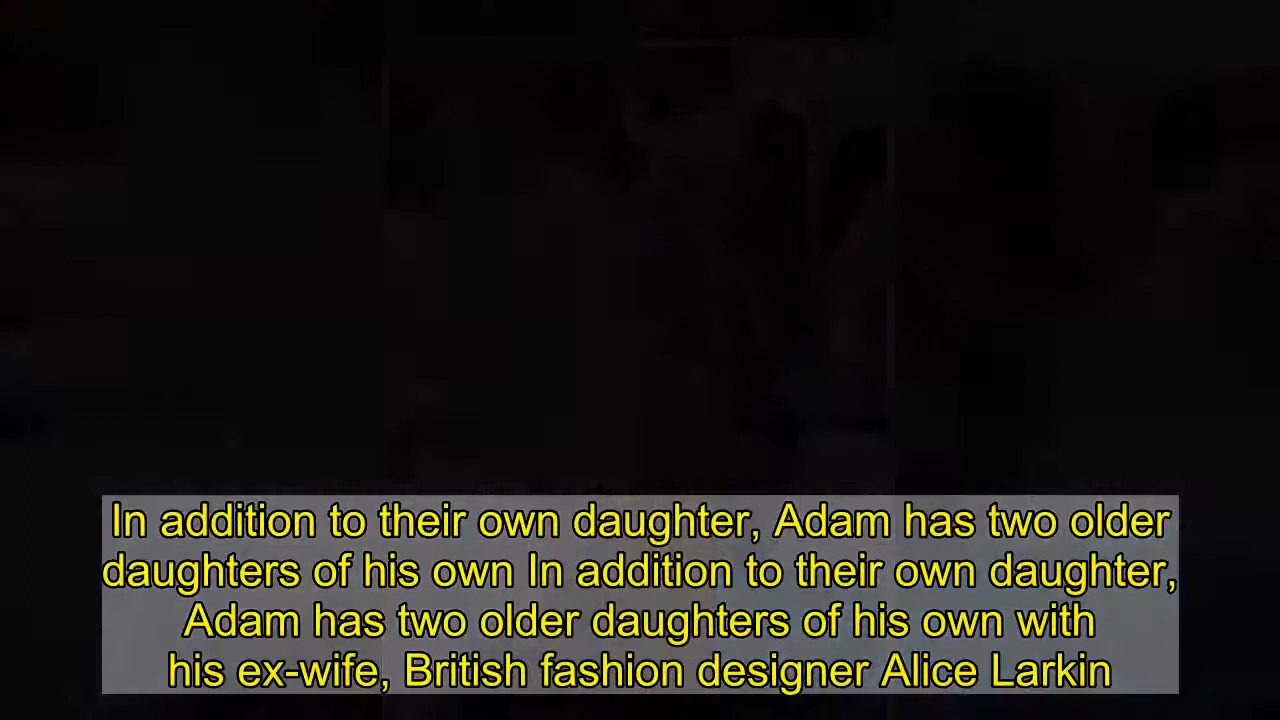 In addition to their own daughter, Adam has two older
daughters of his own In addition to their own daughter,
Adam has two older daughters of his own with
his ex-wife, British fashion designer Alice Larkin